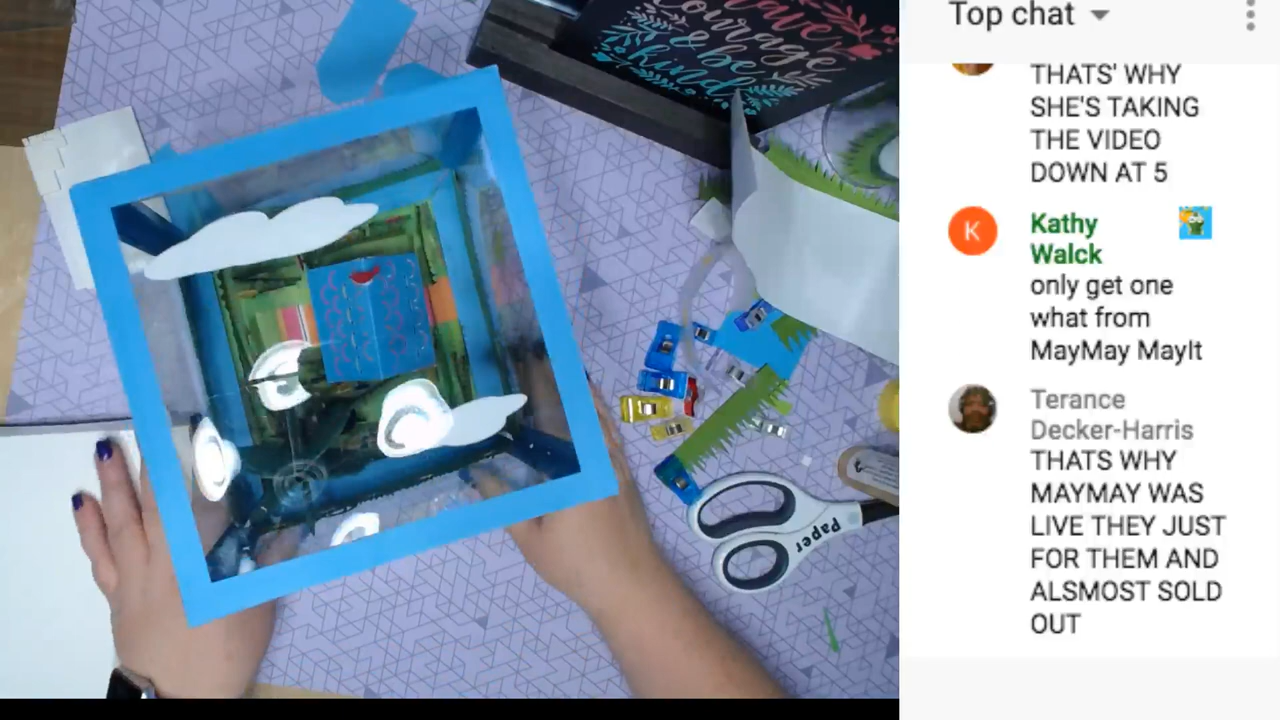 have
courage
& be
kind
Paper
Top chat
THATS' WHY
SHE'S TAKING
THE VIDEO
DOWN AT 5
K
Kathy
Walck
only get one
what from
MayMay MayIt
Terance
Decker-Harris
THATS WHY
MAYMAY WAS
LIVE THEY JUST
FOR THEM AND
ALSMOST SOLD
OUT